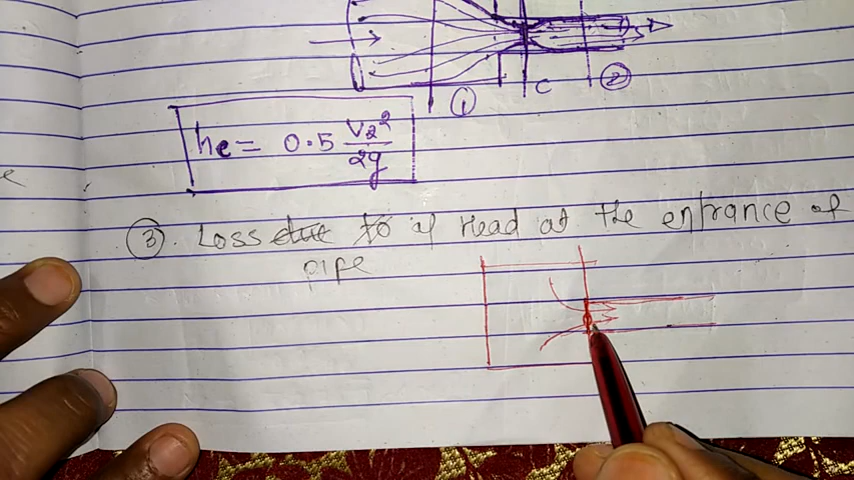 ① C ②
he = 0.5 V₂²/2g
③. Loss due to of Head at the entrance of
pipe